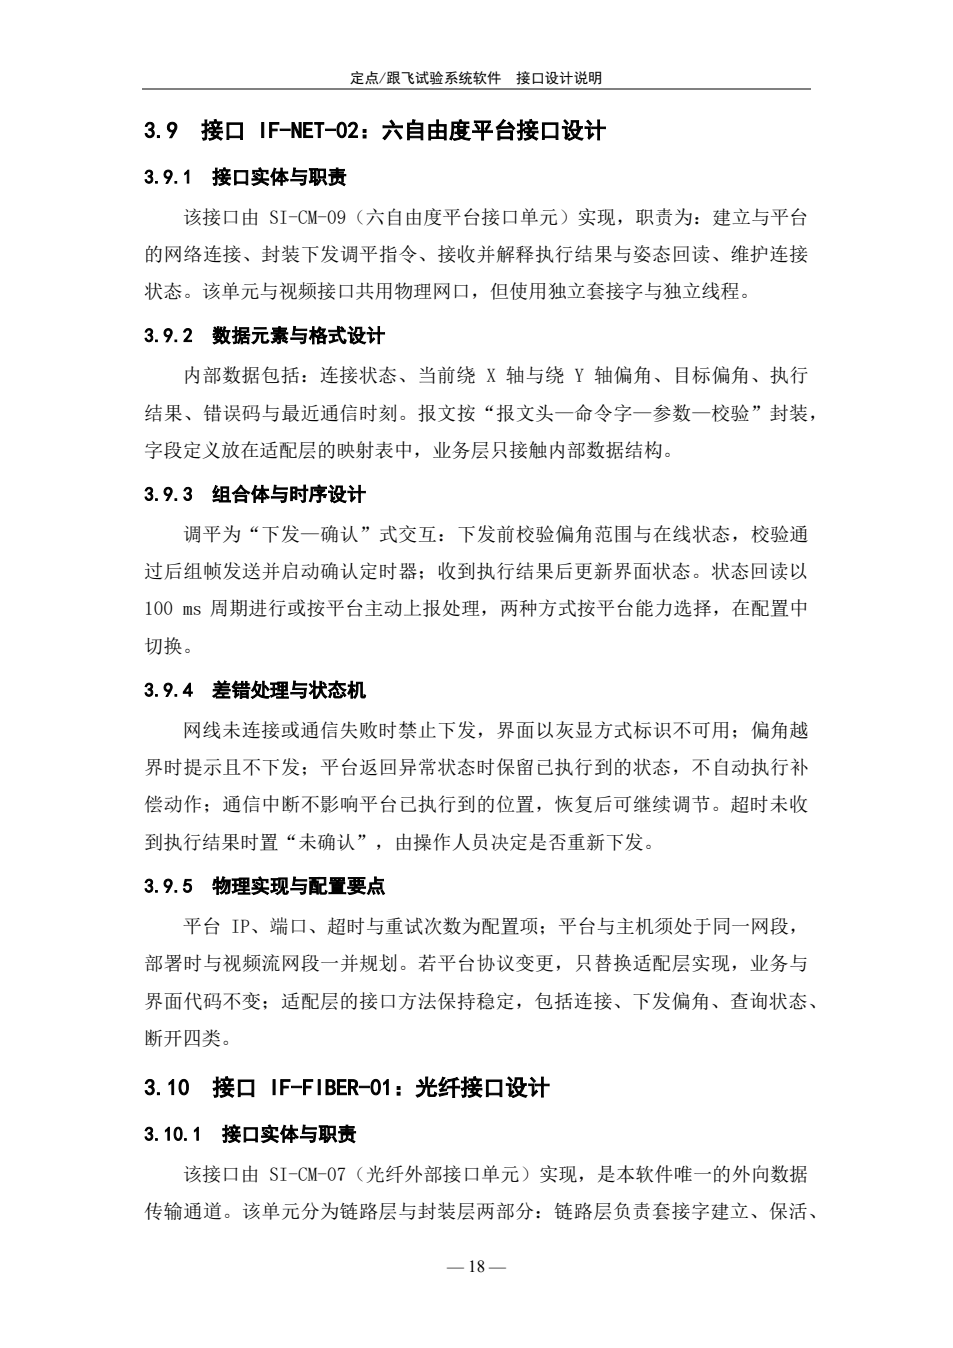 定点/跟飞试验系统软件　接口设计说明
3.9　接口 IF-NET-02：六自由度平台接口设计
3.9.1　接口实体与职责
该接口由 SI-CM-09（六自由度平台接口单元）实现，职责为：建立与平台
的网络连接、封装下发调平指令、接收并解释执行结果与姿态回读、维护连接
状态。该单元与视频接口共用物理网口，但使用独立套接字与独立线程。
3.9.2　数据元素与格式设计
内部数据包括：连接状态、当前绕 X 轴与绕 Y 轴偏角、目标偏角、执行
结果、错误码与最近通信时刻。报文按“报文头—命令字—参数—校验”封装，
字段定义放在适配层的映射表中，业务层只接触内部数据结构。
3.9.3　组合体与时序设计
调平为“下发—确认”式交互：下发前校验偏角范围与在线状态，校验通
过后组帧发送并启动确认定时器；收到执行结果后更新界面状态。状态回读以
100 ms 周期进行或按平台主动上报处理，两种方式按平台能力选择，在配置中
切换。
3.9.4　差错处理与状态机
网线未连接或通信失败时禁止下发，界面以灰显方式标识不可用；偏角越
界时提示且不下发；平台返回异常状态时保留已执行到的状态，不自动执行补
偿动作；通信中断不影响平台已执行到的位置，恢复后可继续调节。超时未收
到执行结果时置“未确认”，由操作人员决定是否重新下发。
3.9.5　物理实现与配置要点
平台 IP、端口、超时与重试次数为配置项；平台与主机须处于同一网段，
部署时与视频流网段一并规划。若平台协议变更，只替换适配层实现，业务与
界面代码不变；适配层的接口方法保持稳定，包括连接、下发偏角、查询状态、
断开四类。
3.10　接口 IF-FIBER-01：光纤接口设计
3.10.1　接口实体与职责
该接口由 SI-CM-07（光纤外部接口单元）实现，是本软件唯一的外向数据
传输通道。该单元分为链路层与封装层两部分：链路层负责套接字建立、保活、
— 18 —